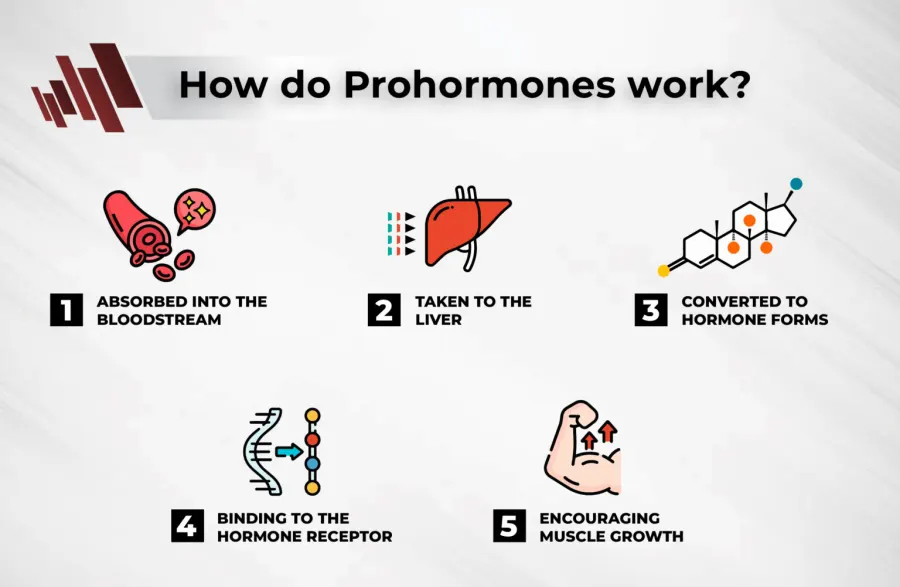 How do Prohormones work?
1 ABSORBED INTO THE
BLOODSTREAM
2 TAKEN TO THE
LIVER
3 CONVERTED TO
HORMONE FORMS
4 BINDING TO THE
HORMONE RECEPTOR
5 ENCOURAGING
MUSCLE GROWTH